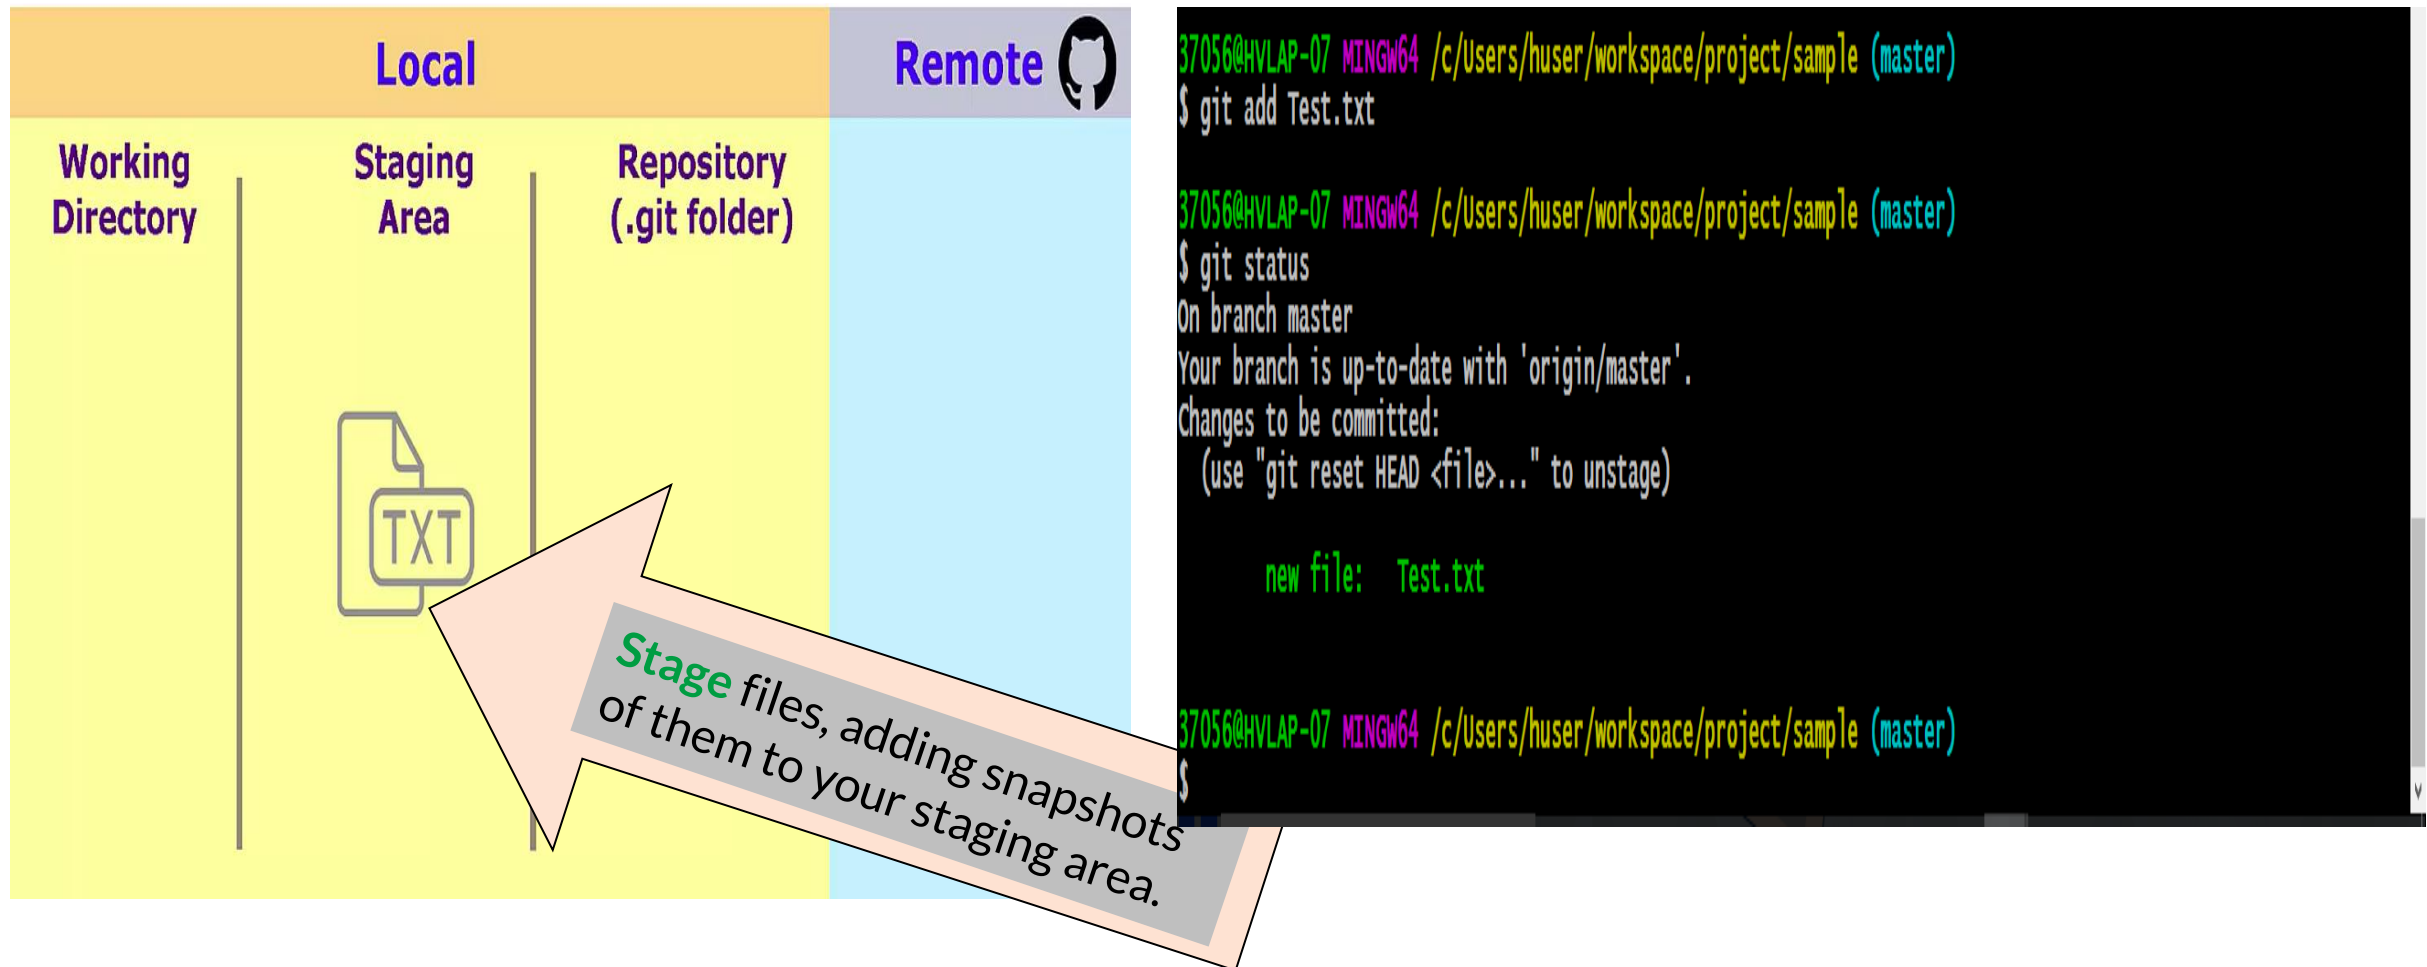 Local
Remote
Working
Directory
Staging
Area
Repository
(.git folder)
TXT
Stage files, adding snapshots
of them to your staging area.
37056@HVLAP-07 MINGW64 /c/Users/huser/workspace/project/sample (master)
$ git add Test.txt
37056@HVLAP-07 MINGW64 /c/Users/huser/workspace/project/sample (master)
$ git status
On branch master
Your branch is up-to-date with 'origin/master'.
Changes to be committed:
(use "git reset HEAD <file>..." to unstage)
new file: Test.txt
37056@HVLAP-07 MINGW64 /c/Users/huser/workspace/project/sample (master)
$